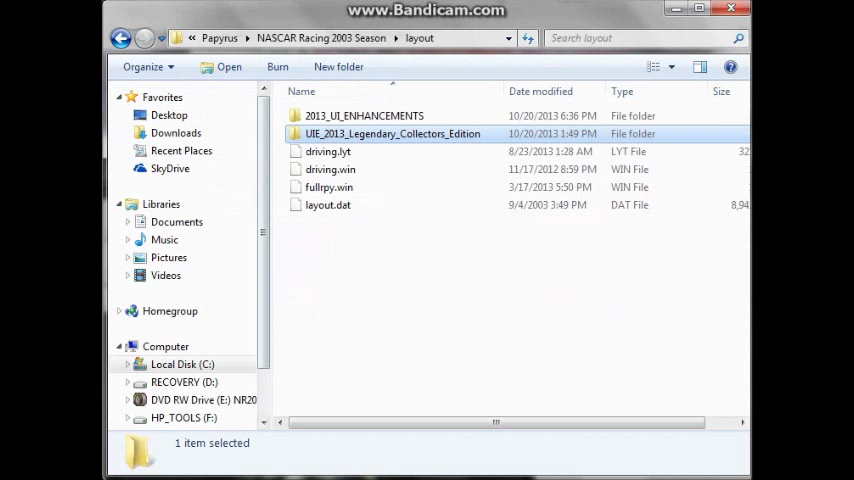 www.Bandicam.com
« Papyrus NASCAR Racing 2003 Season layout Search layout
Organize Open Burn New folder
Name Date modified Type Size
Favorites
Desktop
Downloads
Recent Places
SkyDrive
Libraries
Documents
Music
Pictures
Videos
Homegroup
Computer
Local Disk (C:)
RECOVERY (D:)
DVD RW Drive (E:) NR20
HP_TOOLS (F:)
2013_UI_ENHANCEMENTS 10/20/2013 6:36 PM File folder
UIE_2013_Legendary_Collectors_Edition 10/20/2013 1:49 PM File folder
driving.lyt 8/23/2013 1:28 AM LYT File 32
driving.win 11/17/2012 8:59 PM WIN File
fullrpy.win 3/17/2013 5:50 PM WIN File
layout.dat 9/4/2003 3:49 PM DAT File 8,94
1 item selected